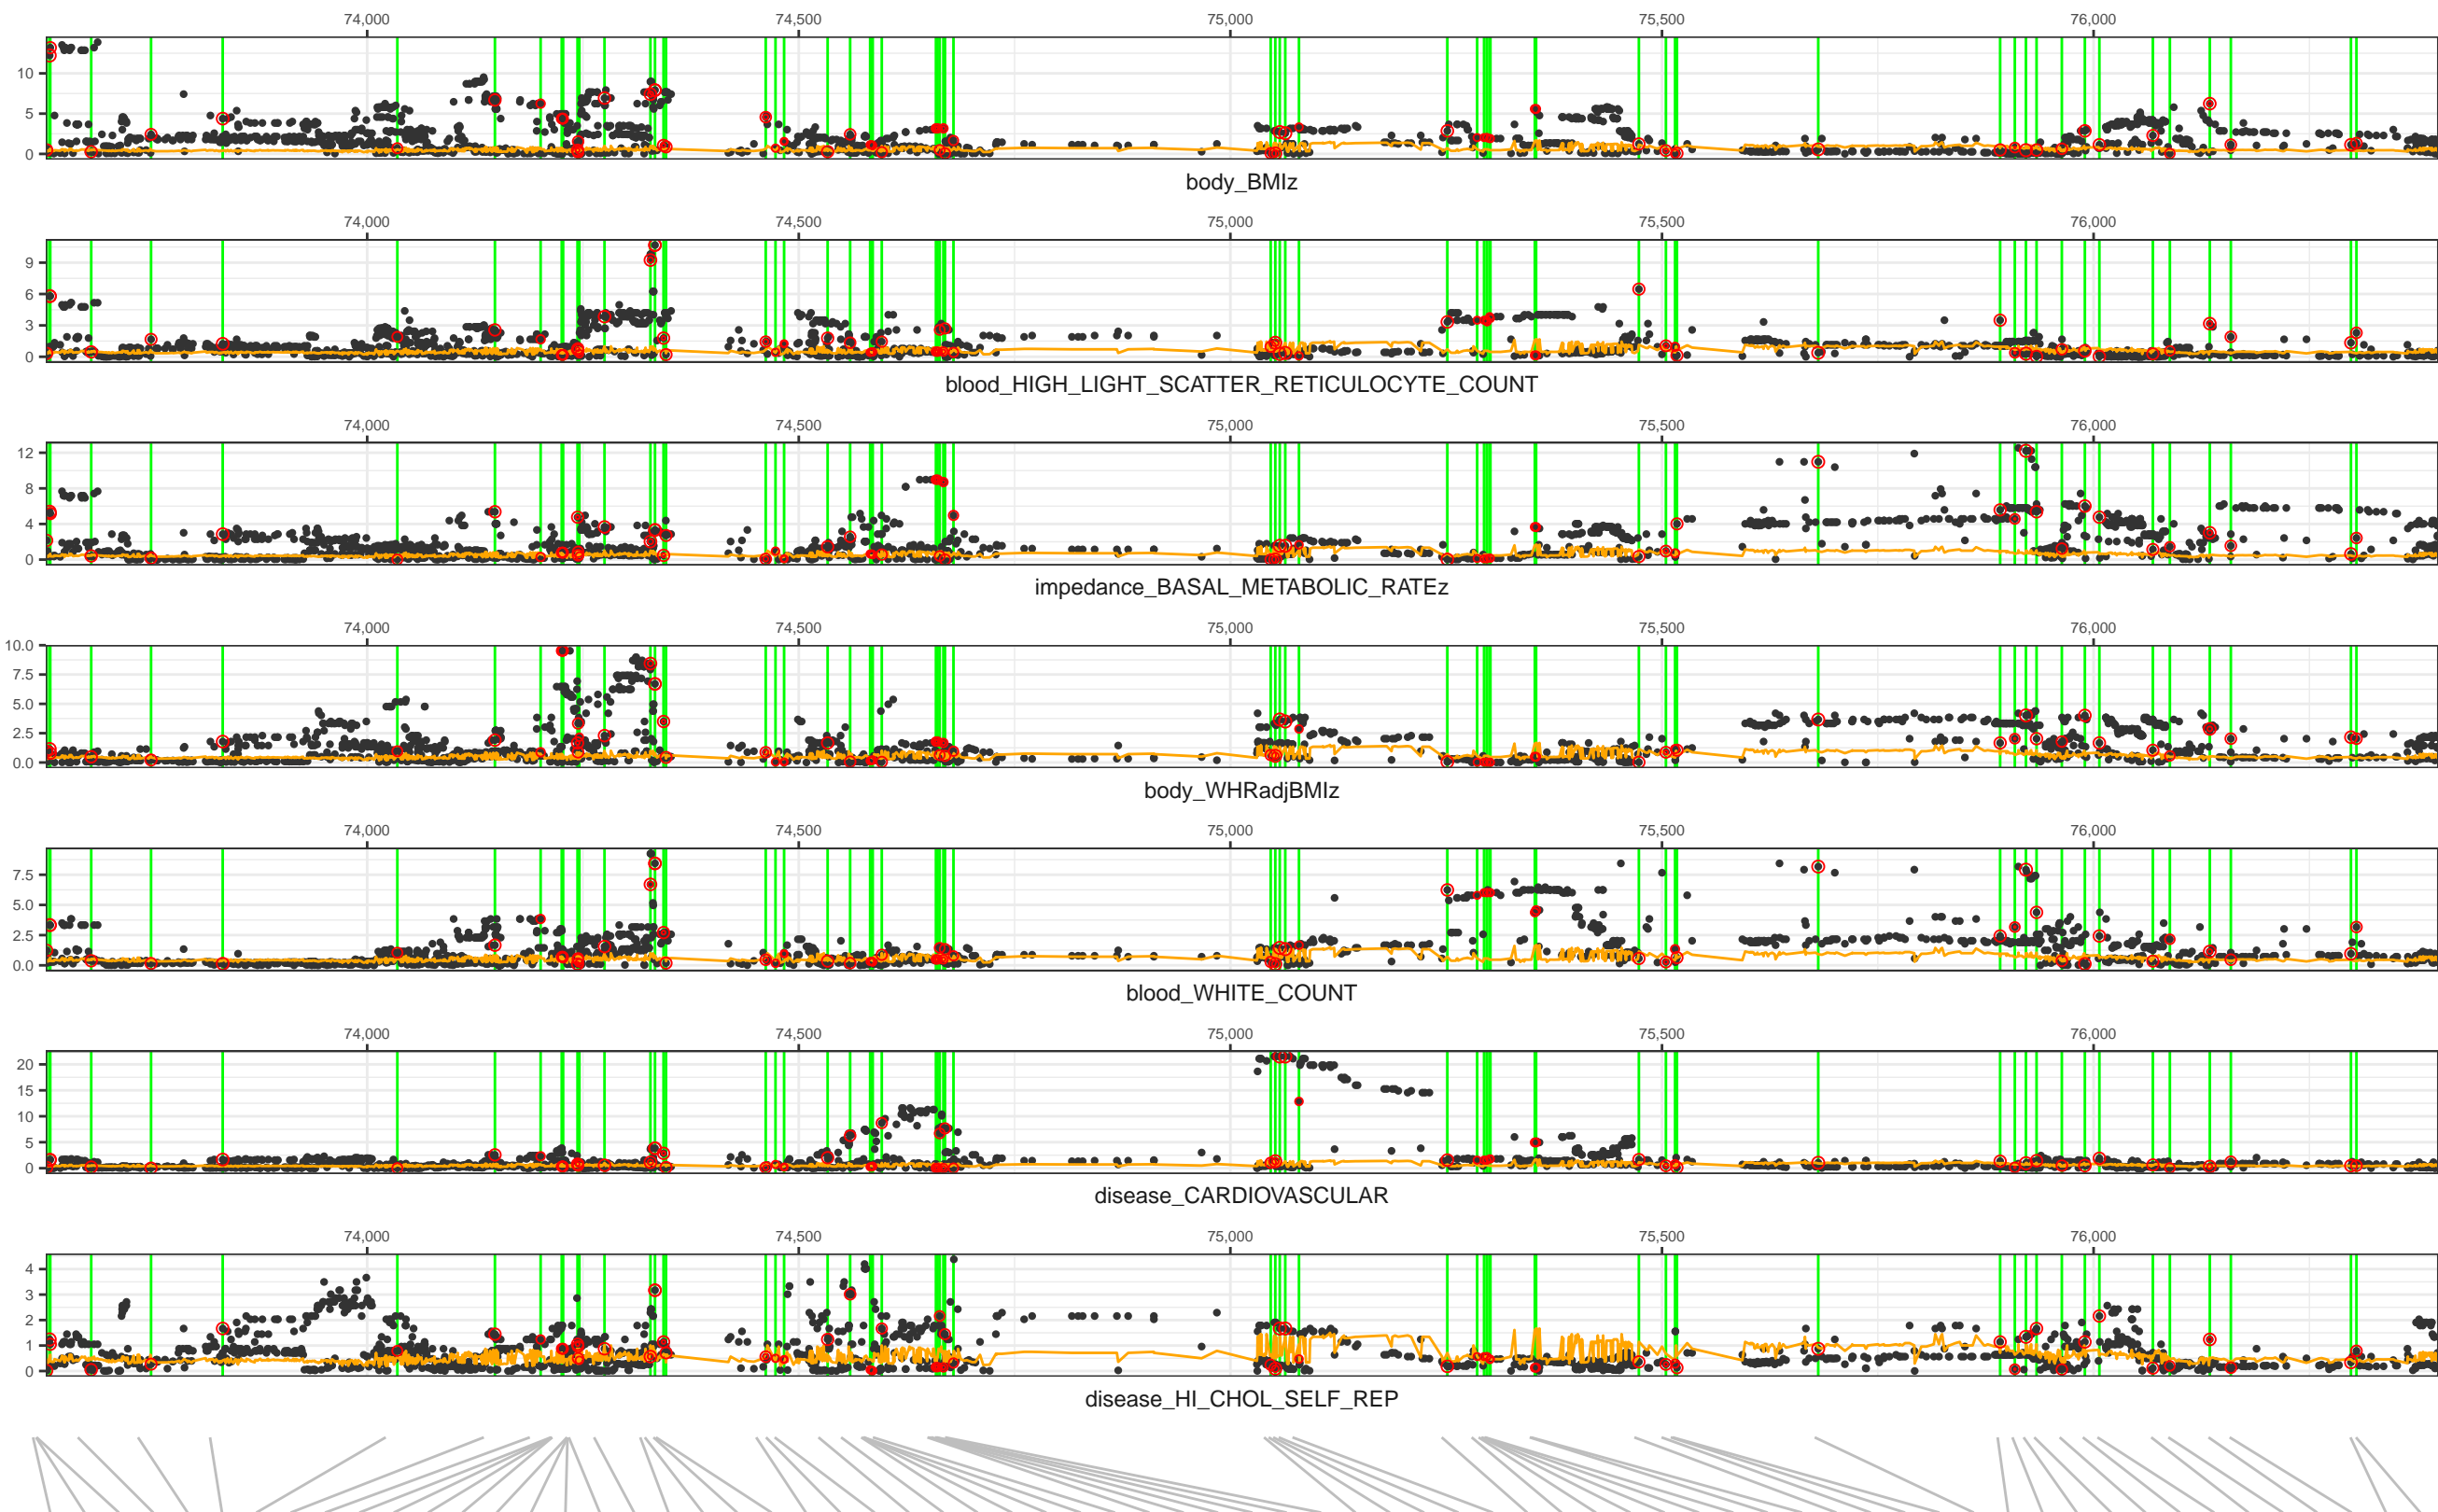 74,000 74,500 75,000 75,500 76,000
10
5
0
body_BMIz
74,000 74,500 75,000 75,500 76,000
9
6
3
0
blood_HIGH_LIGHT_SCATTER_RETICULOCYTE_COUNT
74,000 74,500 75,000 75,500 76,000
12
8
4
0
impedance_BASAL_METABOLIC_RATEz
74,000 74,500 75,000 75,500 76,000
10.0
7.5
5.0
2.5
0.0
body_WHRadjBMIz
74,000 74,500 75,000 75,500 76,000
7.5
5.0
2.5
0.0
blood_WHITE_COUNT
74,000 74,500 75,000 75,500 76,000
20
15
10
5
0
disease_CARDIOVASCULAR
74,000 74,500 75,000 75,500 76,000
4
3
2
1
0
disease_HI_CHOL_SELF_REP